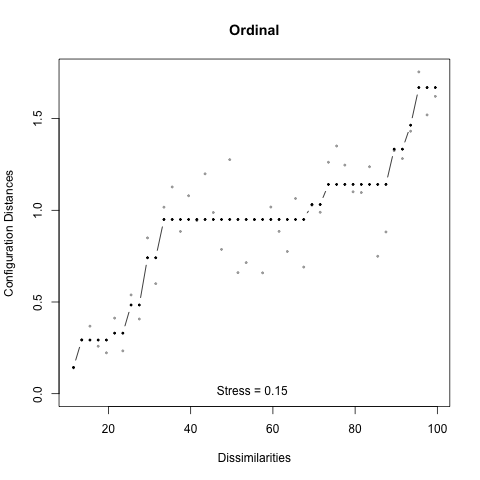 Ordinal
Configuration Distances
1.5
1.0
0.5
0.0
Stress = 0.15
20 40 60 80 100
Dissimilarities